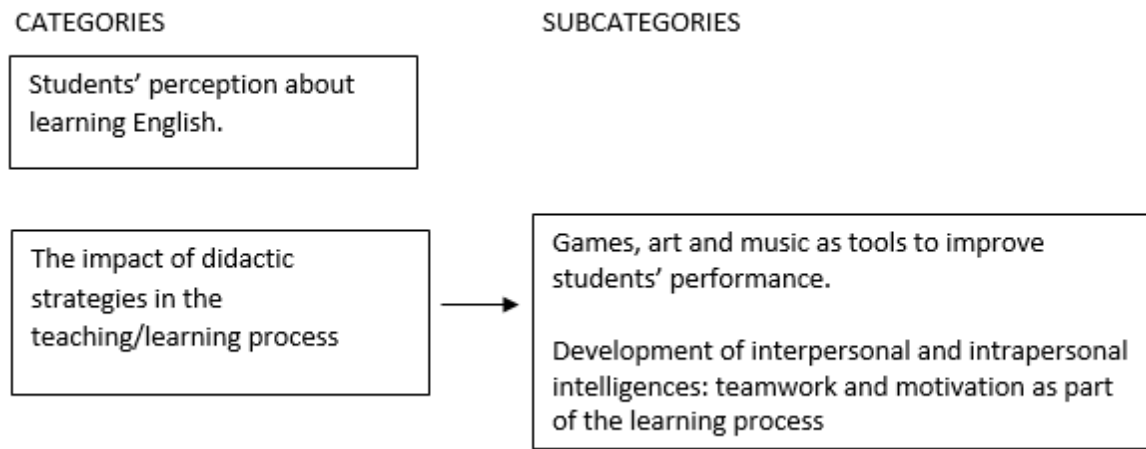 CATEGORIES
SUBCATEGORIES
Students’ perception about
learning English.
The impact of didactic
strategies in the
teaching/learning process
Games, art and music as tools to improve
students’ performance.
Development of interpersonal and intrapersonal
intelligences: teamwork and motivation as part
of the learning process